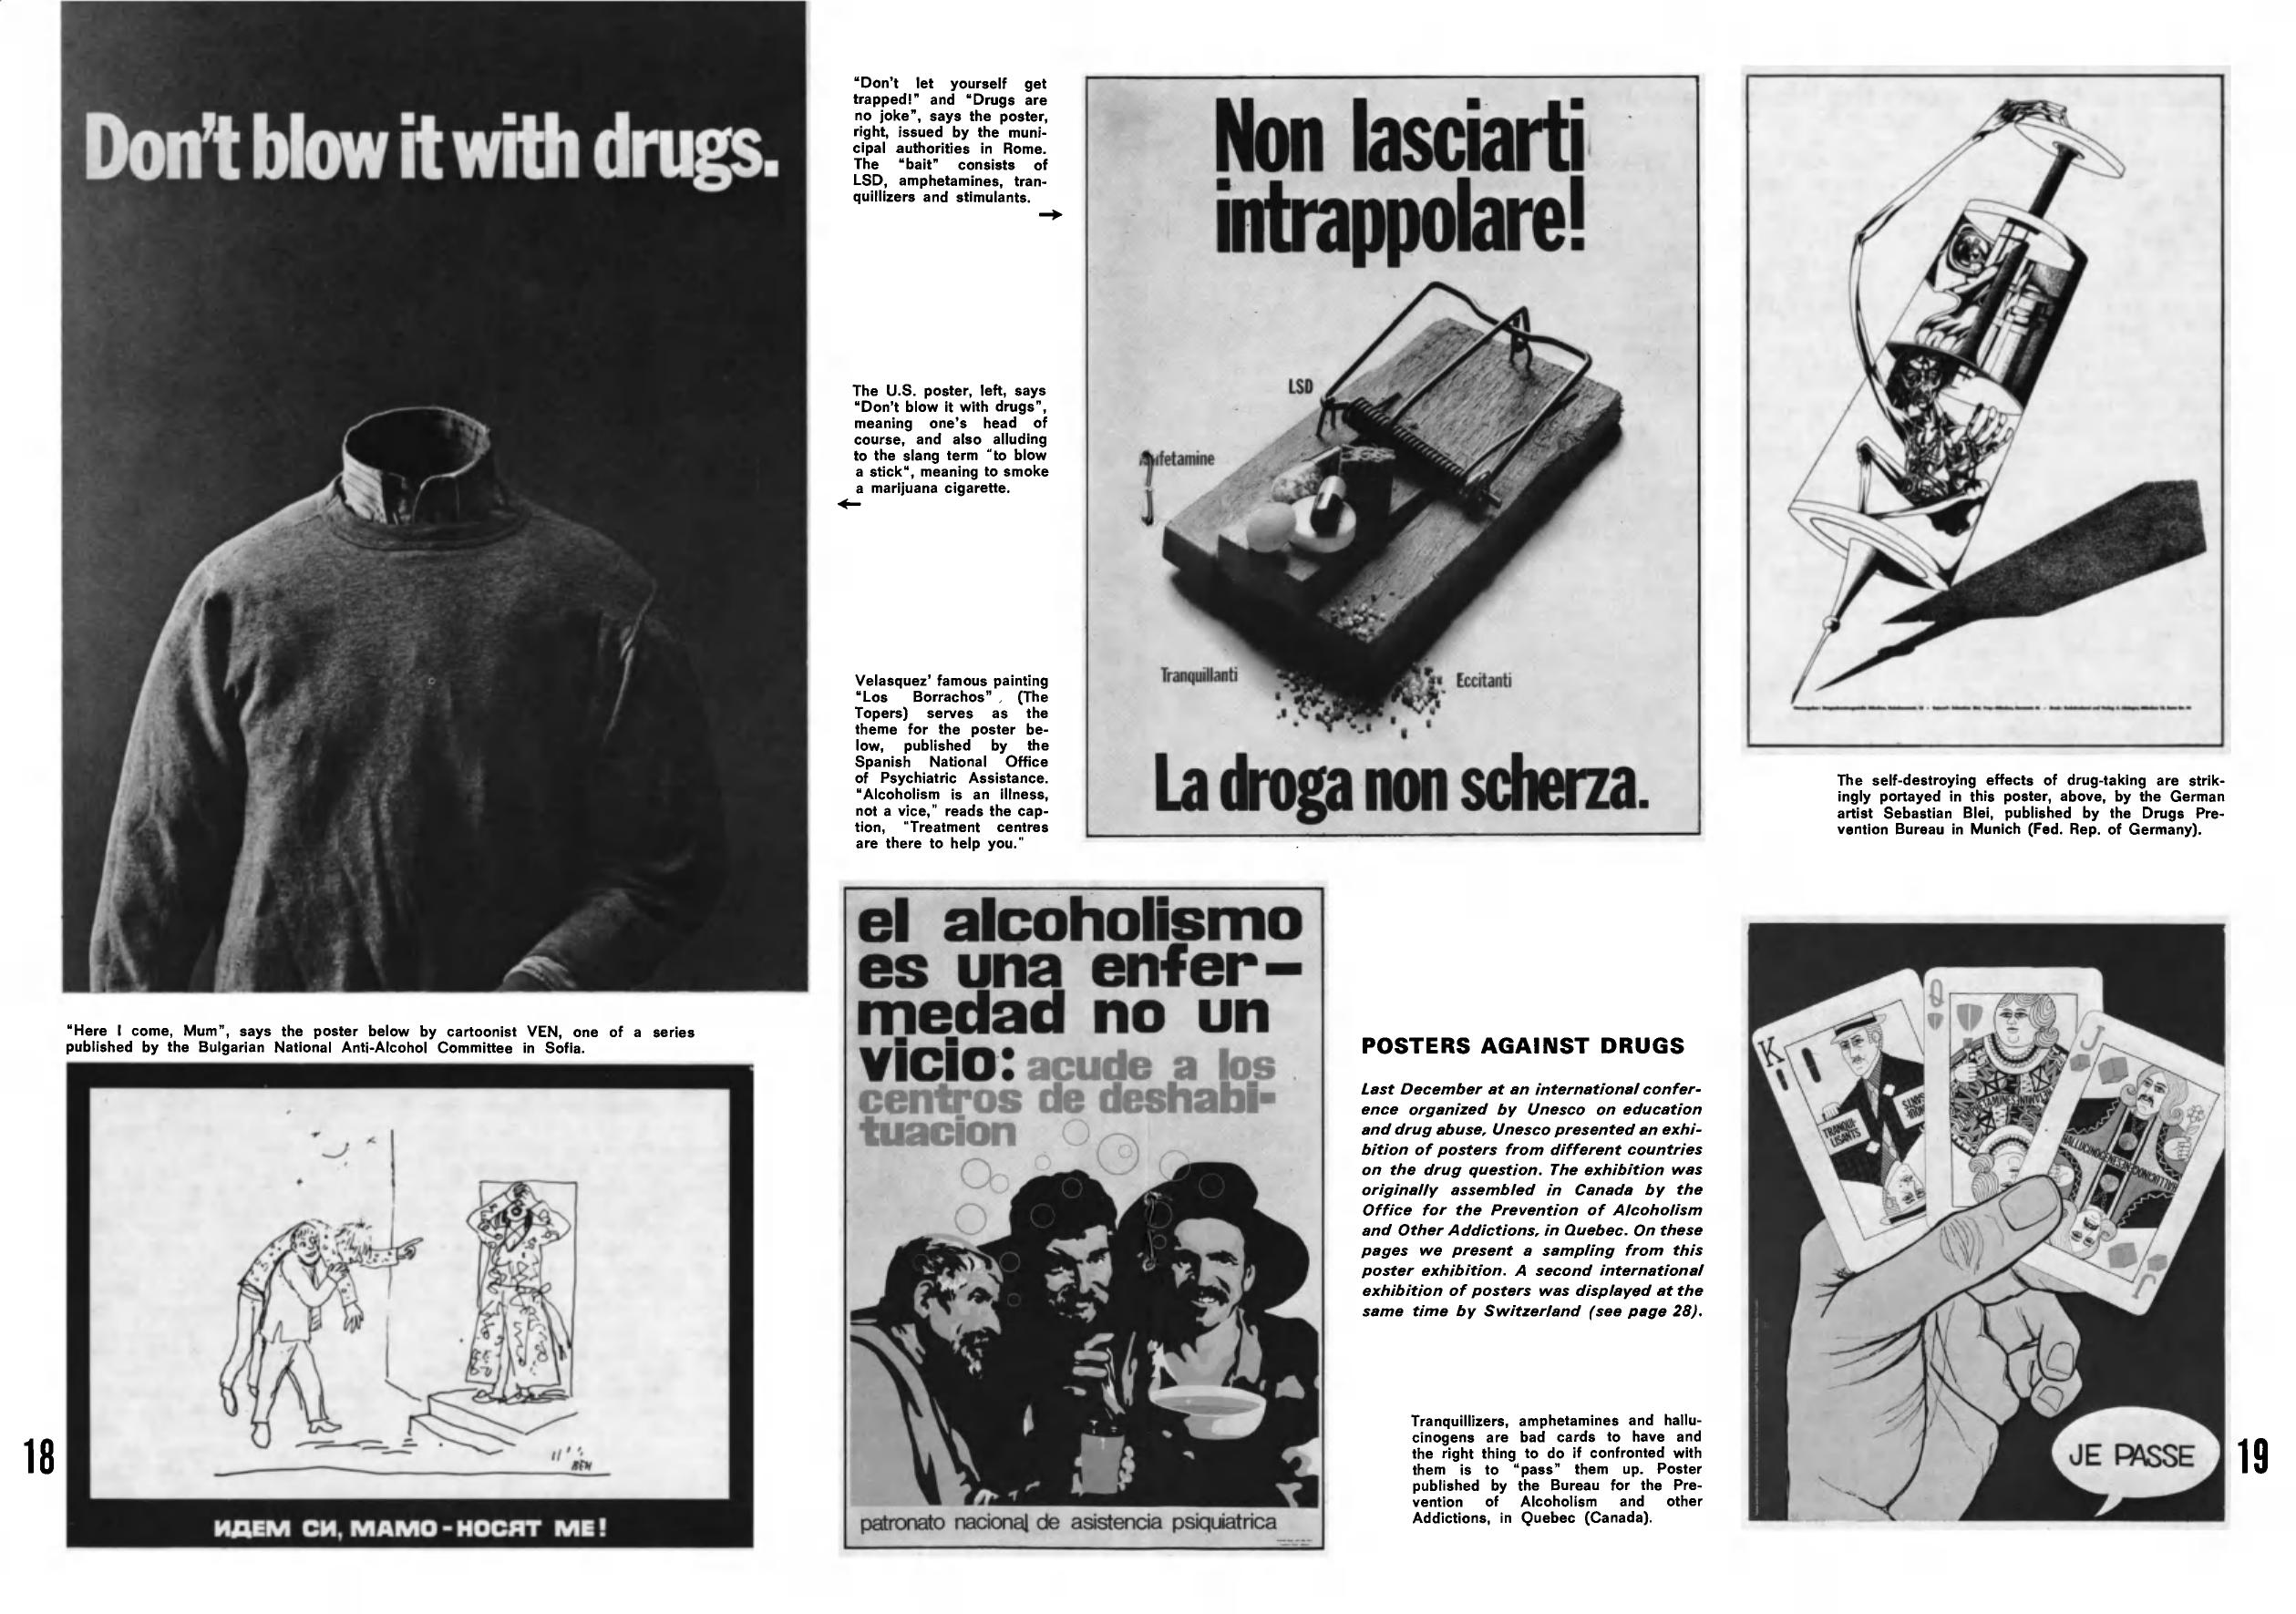 Don't blow it with drugs.
"Here I come, Mum", says the poster below by cartoonist VEN, one of a series
published by the Bulgarian National Anti-Alcohol Committee in Sofia.
ИДЕМ СИ, МАМО - НОСЯТ МЕ!
18
"Don't let yourself get
trapped!" and "Drugs are
no joke", says the poster,
right, issued by the muni-
cipal authorities in Rome.
The "bait" consists of
LSD, amphetamines, tran-
quillizers and stimulants.
→
The U.S. poster, left, says
"Don't blow it with drugs",
meaning one's head of
course, and also alluding
to the slang term "to blow
a stick", meaning to smoke
a marijuana cigarette.
←
Velasquez' famous painting
"Los Borrachos" (The
Topers) serves as the
theme for the poster be-
low, published by the
Spanish National Office
of Psychiatric Assistance.
"Alcoholism is an illness,
not a vice," reads the cap-
tion, "Treatment centres
are there to help you."
el alcoholismo
es una enfer-
medad no un
vicio: acude a los
centros de deshabi-
tuacion
patronato nacional de asistencia psiquiatrica
Non lasciarti
intrappolare!
LSD
Anfetamine
Tranquillanti
Eccitanti
La droga non scherza.
POSTERS AGAINST DRUGS
Last December at an international confer-
ence organized by Unesco on education
and drug abuse, Unesco presented an exhi-
bition of posters from different countries
on the drug question. The exhibition was
originally assembled in Canada by the
Office for the Prevention of Alcoholism
and Other Addictions, in Quebec. On these
pages we present a sampling from this
poster exhibition. A second international
exhibition of posters was displayed at the
same time by Switzerland (see page 28).
Tranquillizers, amphetamines and hallu-
cinogens are bad cards to have and
the right thing to do if confronted with
them is to "pass" them up. Poster
published by the Bureau for the Pre-
vention of Alcoholism and other
Addictions, in Quebec (Canada).
The self-destroying effects of drug-taking are strik-
ingly portayed in this poster, above, by the German
artist Sebastian Blei, published by the Drugs Pre-
vention Bureau in Munich (Fed. Rep. of Germany).
K
Q
J
TRANQUI-
LISANTS
HALLUCINOGENES
J
JE PASSE
19